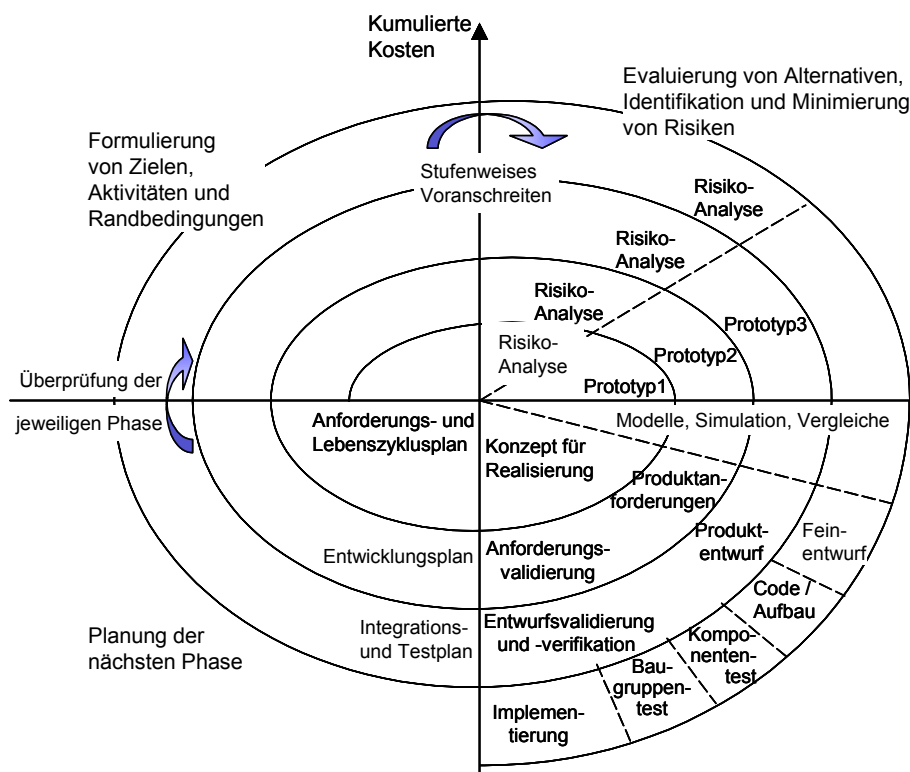 Kumulierte
Kosten
Evaluierung von Alternativen,
Identifikation und Minimierung
von Risiken
Formulierung
von Zielen,
Aktivitäten und
Randbedingungen
Stufenweises
Voranschreiten
Risiko-
Analyse
Risiko-
Analyse
Risiko-
Analyse
Risiko-
Analyse
Prototyp3
Prototyp2
Prototyp1
Überprüfung der
jeweiligen Phase
Anforderungs- und
Lebenszyklusplan
Modelle, Simulation, Vergleiche
Konzept für
Realisierung
Produktan-
forderungen
Produkt-
entwurf
Fein-
entwurf
Entwicklungsplan
Anforderungs-
validierung
Code /
Aufbau
Integrations-
und Testplan
Entwurfsvalidierung
und -verifikation
Kompo-
nenten-
test
Planung der
nächsten Phase
Bau-
gruppen-
test
Implemen-
tierung